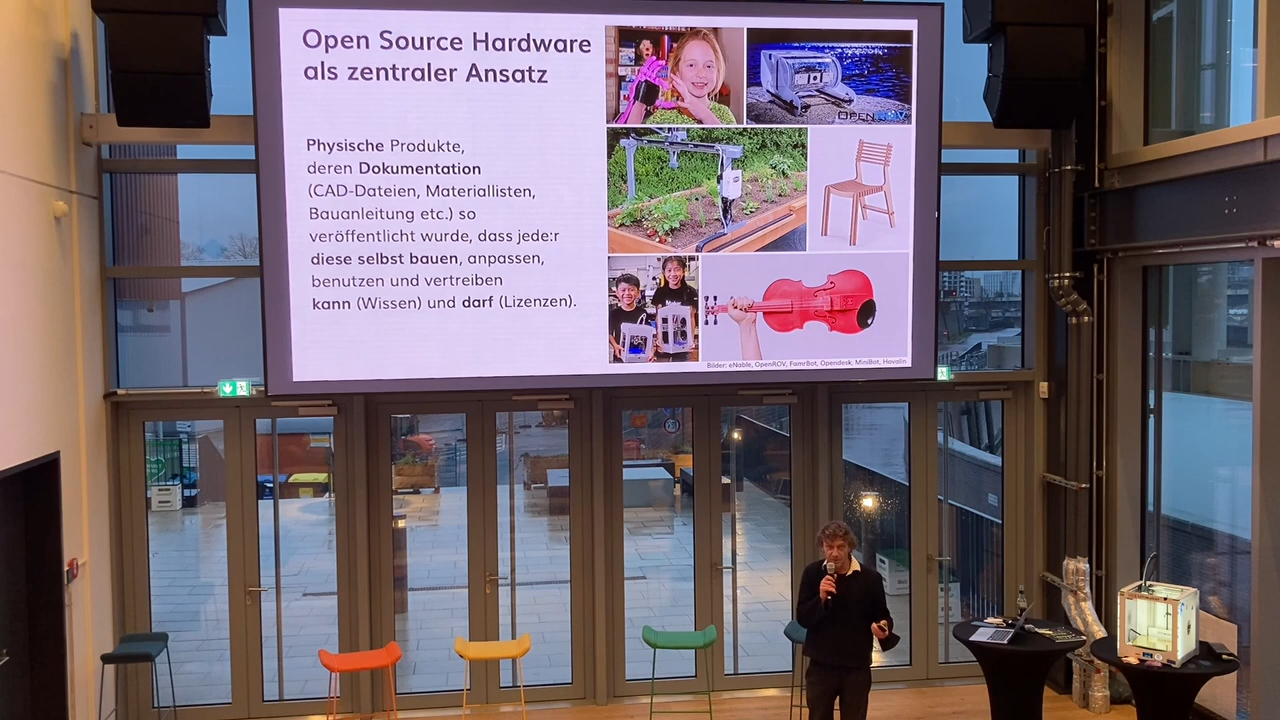 Open Source Hardware
als zentraler Ansatz
Physische Produkte,
deren Dokumentation
(CAD-Dateien, Materiallisten,
Bauanleitung etc.) so
veröffentlicht wurde, dass jede:r
diese selbst bauen, anpassen,
benutzen und vertreiben
kann (Wissen) und darf (Lizenzen).
OPENROV
Bilder: eNable, OpenROV, FamrBot, Opendesk, MiniBot, Hovalin